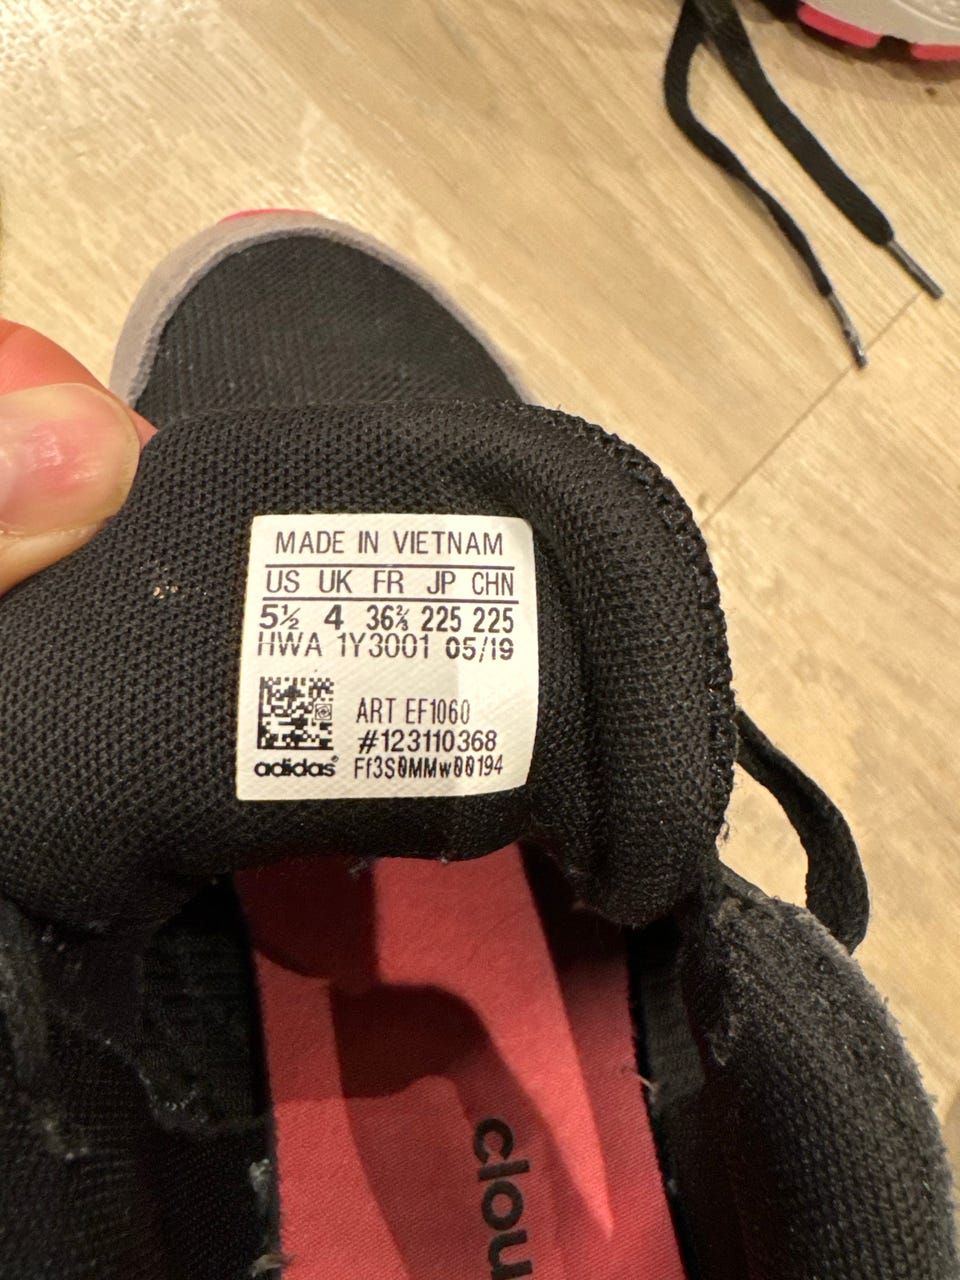 MADE IN VIETNAM
US UK FR JP CHN
5½ 4 36⅔ 225 225
HWA 1Y3001 05/19
ART EF1060
#123110368
adidas® Ff3S0MMw00194
clou